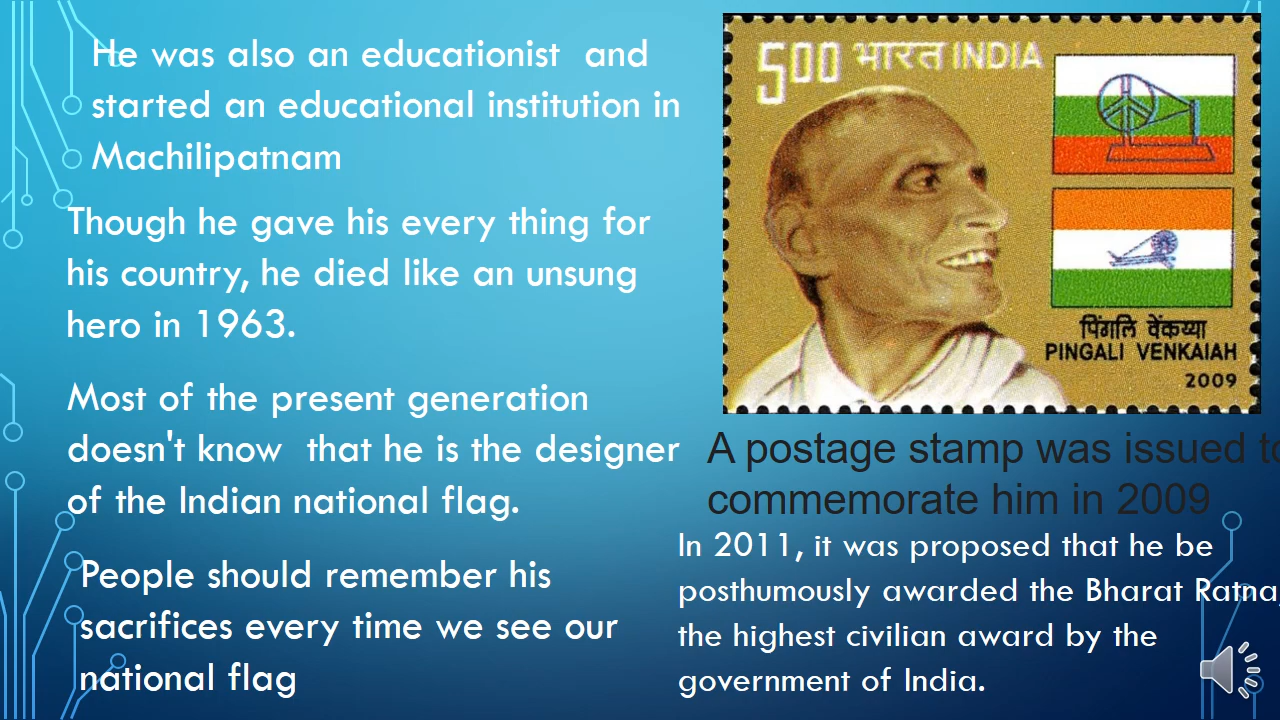 He was also an educationist  and
started an educational institution in
Machilipatnam
Though he gave his every thing for
his country, he died like an unsung
hero in 1963.
Most of the present generation
doesn't know  that he is the designer
of the Indian national flag.
People should remember his
sacrifices every time we see our
national flag
500 भारत INDIA
पिंगलि वेंकय्या
PINGALI VENKAIAH
2009
A postage stamp was issued to
commemorate him in 2009
In 2011, it was proposed that he be
posthumously awarded the Bharat Ratna,
the highest civilian award by the
government of India.